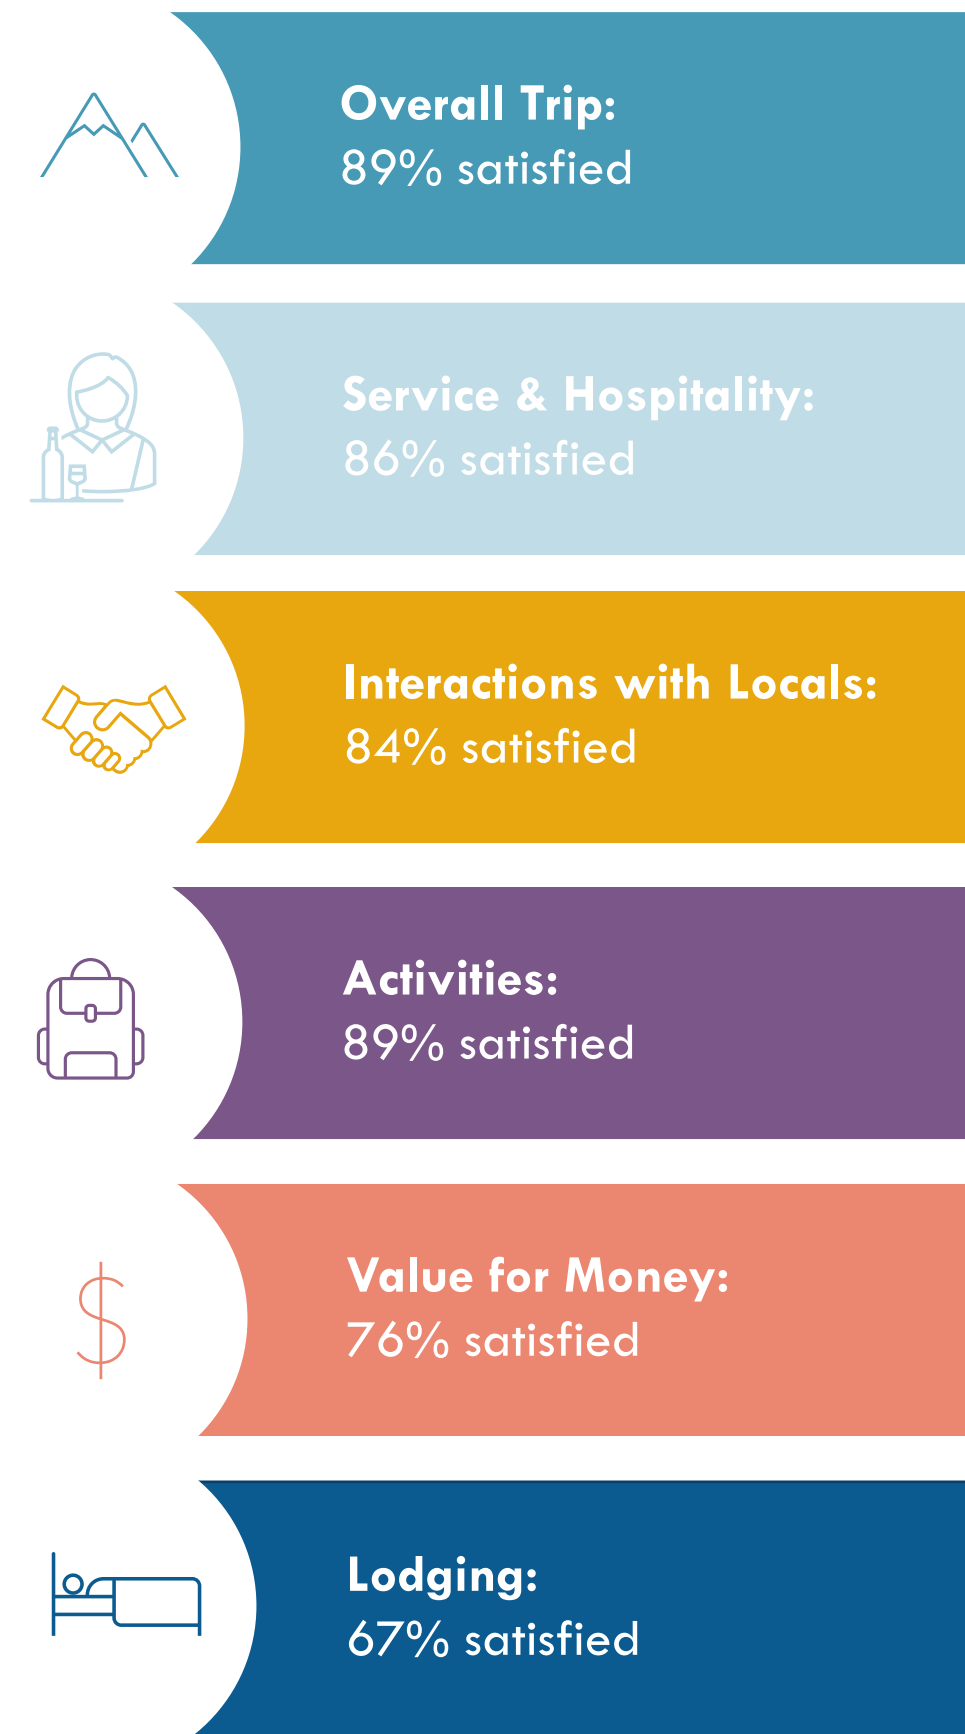 Overall Trip:
89% satisfied
Service & Hospitality:
86% satisfied
Interactions with Locals:
84% satisfied
Activities:
89% satisfied
Value for Money:
76% satisfied
Lodging:
67% satisfied